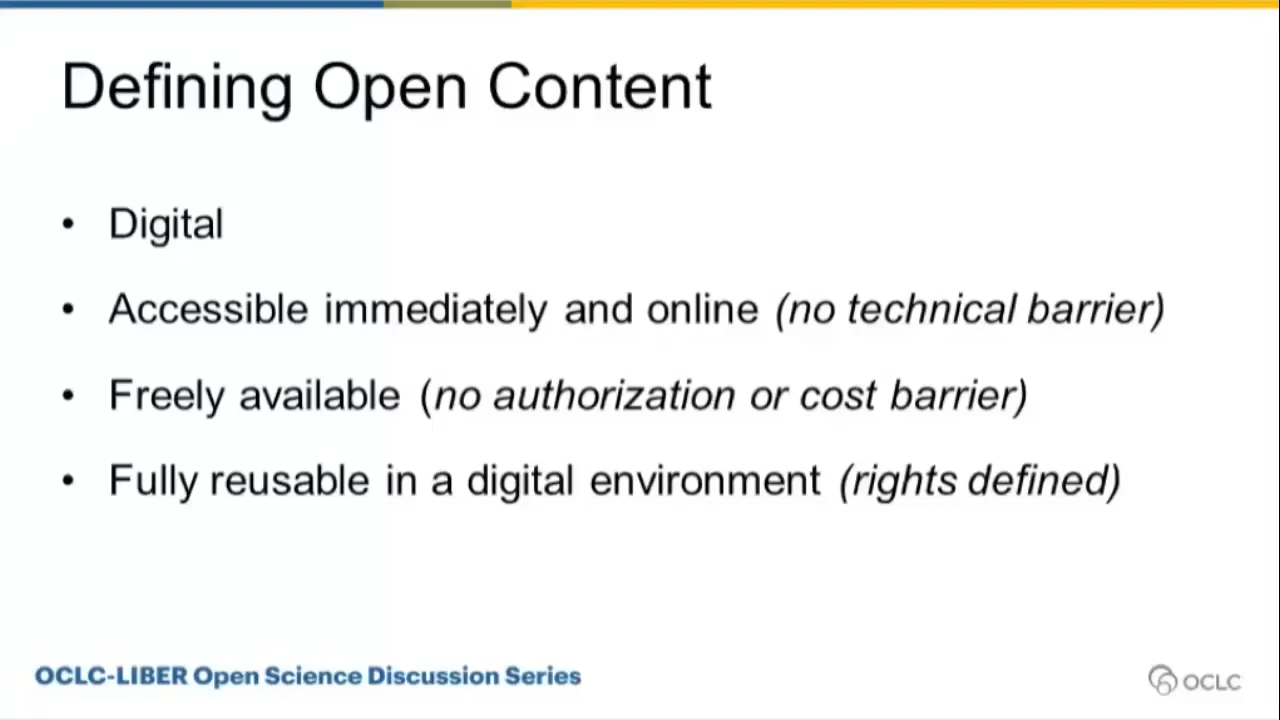 Defining Open Content
• Digital
• Accessible immediately and online (no technical barrier)
• Freely available (no authorization or cost barrier)
• Fully reusable in a digital environment (rights defined)
OCLC-LIBER Open Science Discussion Series
OCLC